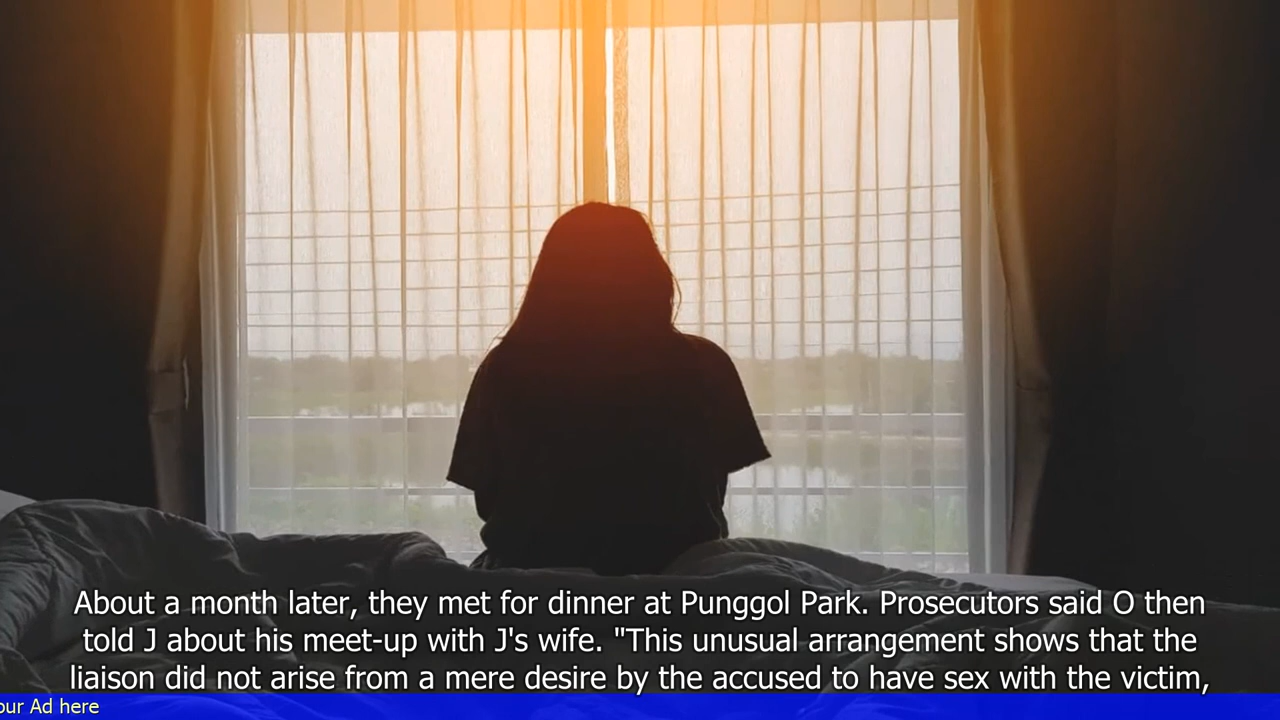 About a month later, they met for dinner at Punggol Park. Prosecutors said O then
told J about his meet-up with J's wife. "This unusual arrangement shows that the
liaison did not arise from a mere desire by the accused to have sex with the victim,
our Ad here